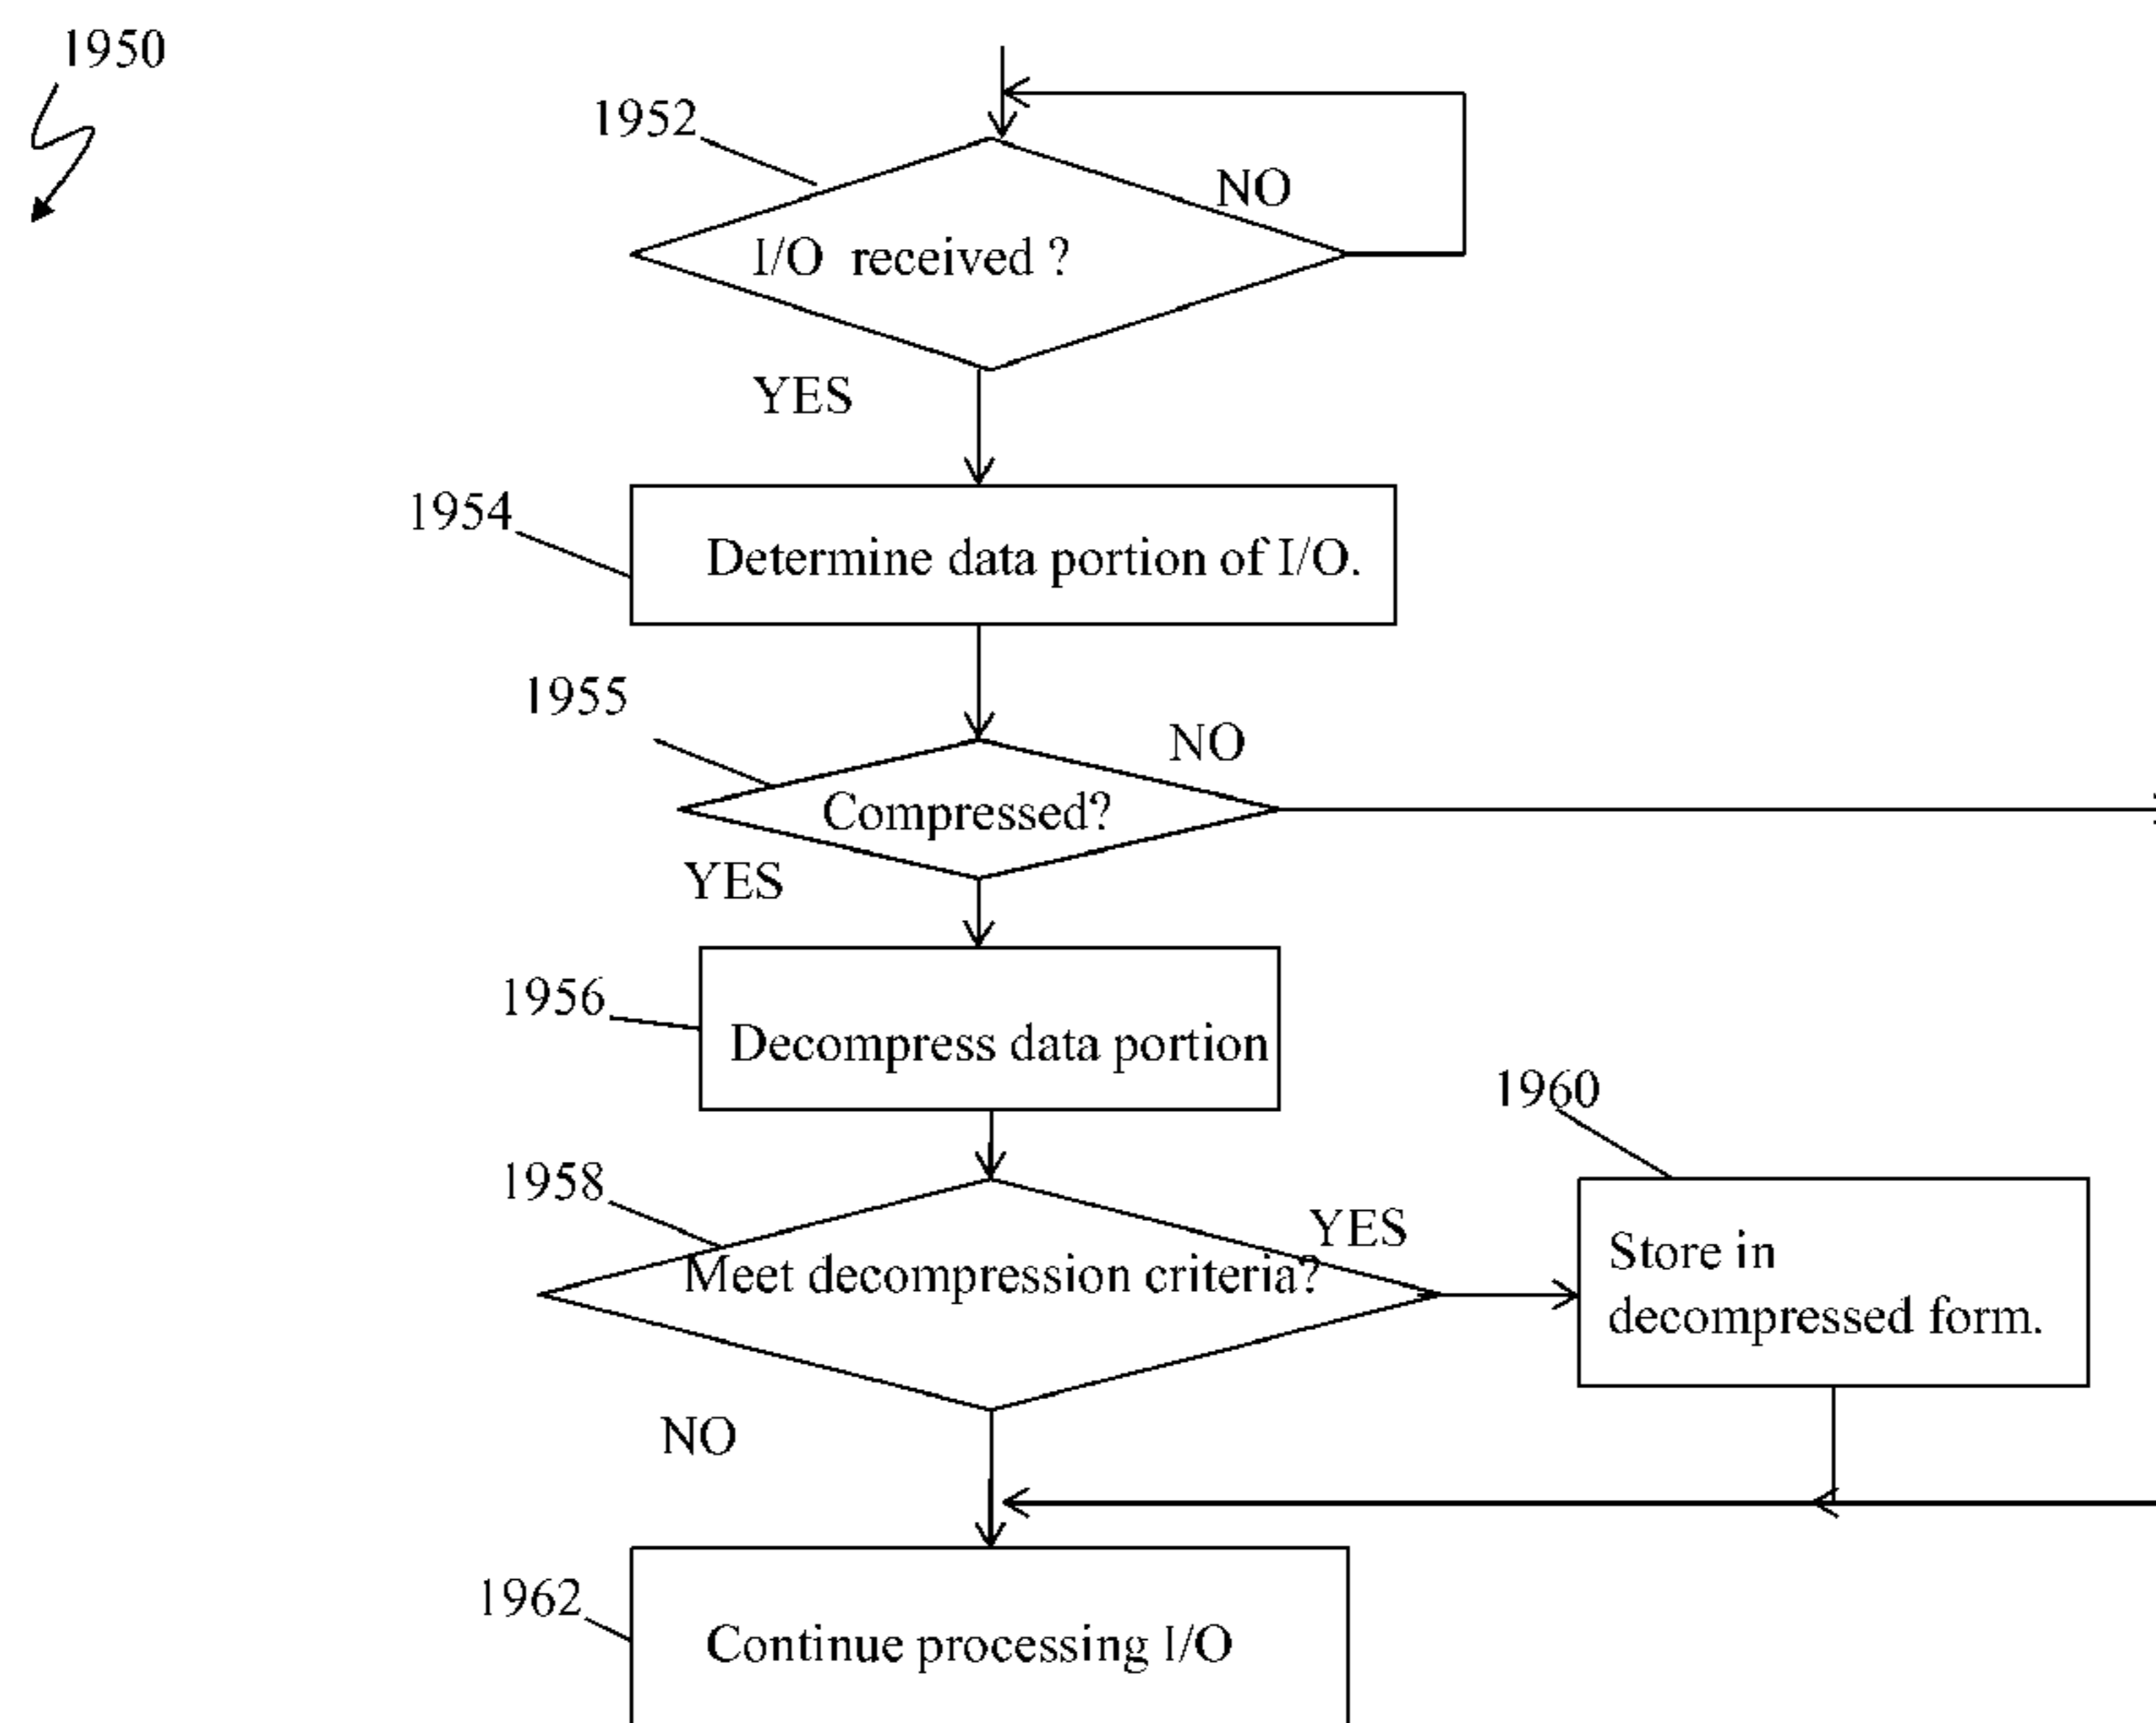 1950
1952
NO
I/O received ?
YES
1954
Determine data portion of I/O.
1955
NO
Compressed?
YES
1956
Decompress data portion
1960
1958
YES
Meet decompression criteria?
Store in
decompressed form.
NO
1962
Continue processing I/O